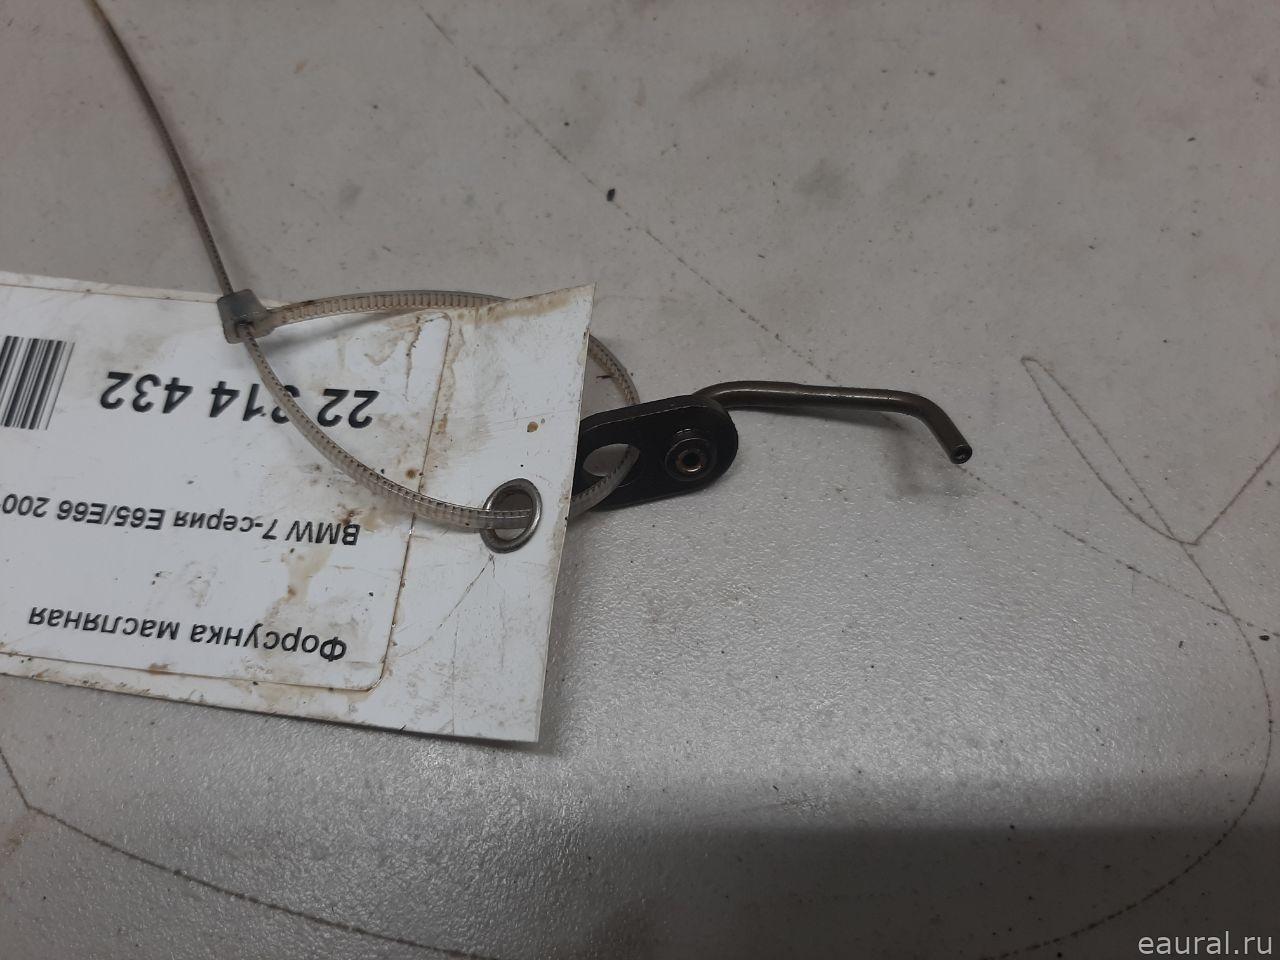 Форсунка масляная
BMW 7-серия E65/E66 200
22 314 432
eaural.ru